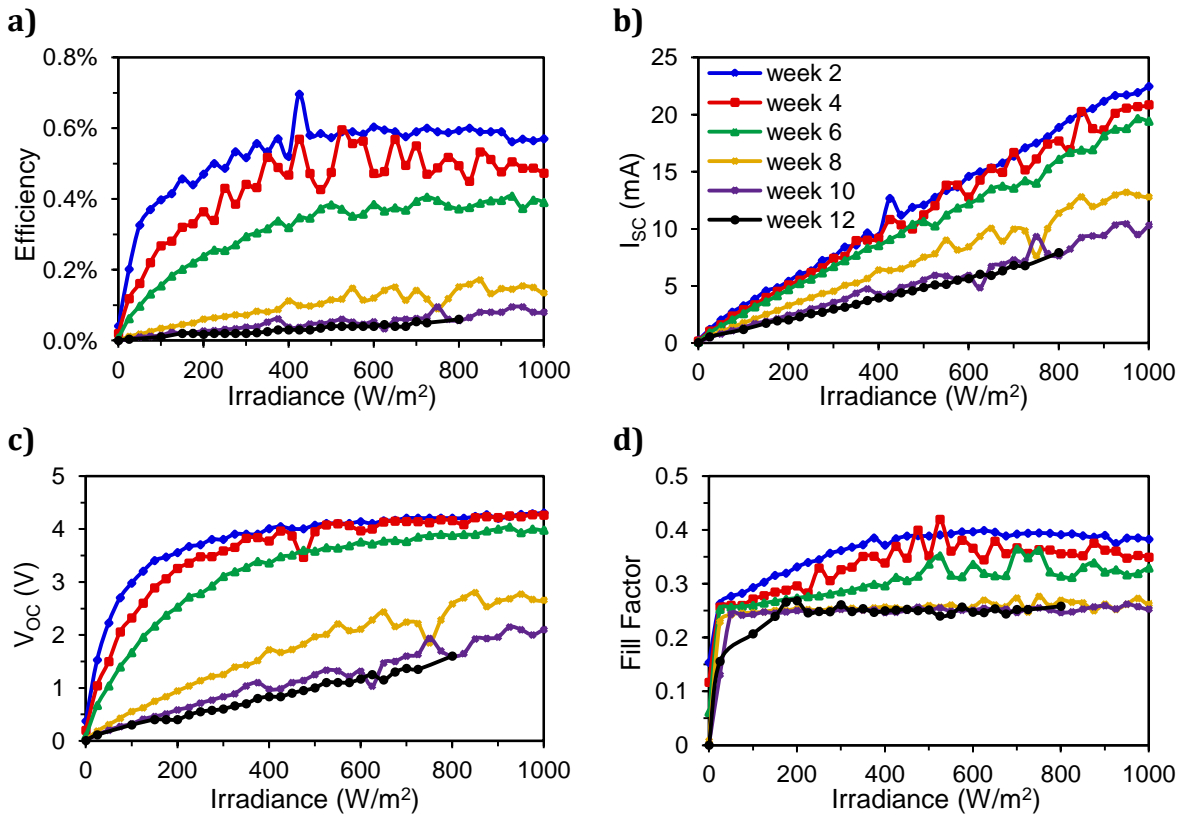 a)
0.8%
0.6%
0.4%
0.2%
0.0%
Efficiency
0 200 400 600 800 1000
Irradiance (W/m²)
b)
25
20
15
10
5
0
I_SC (mA)
week 2
week 4
week 6
week 8
week 10
week 12
0 200 400 600 800 1000
Irradiance (W/m²)
c)
5
4
3
2
1
0
V_OC (V)
0 200 400 600 800 1000
Irradiance (W/m²)
d)
0.5
0.4
0.3
0.2
0.1
0
Fill Factor
0 200 400 600 800 1000
Irradiance (W/m²)